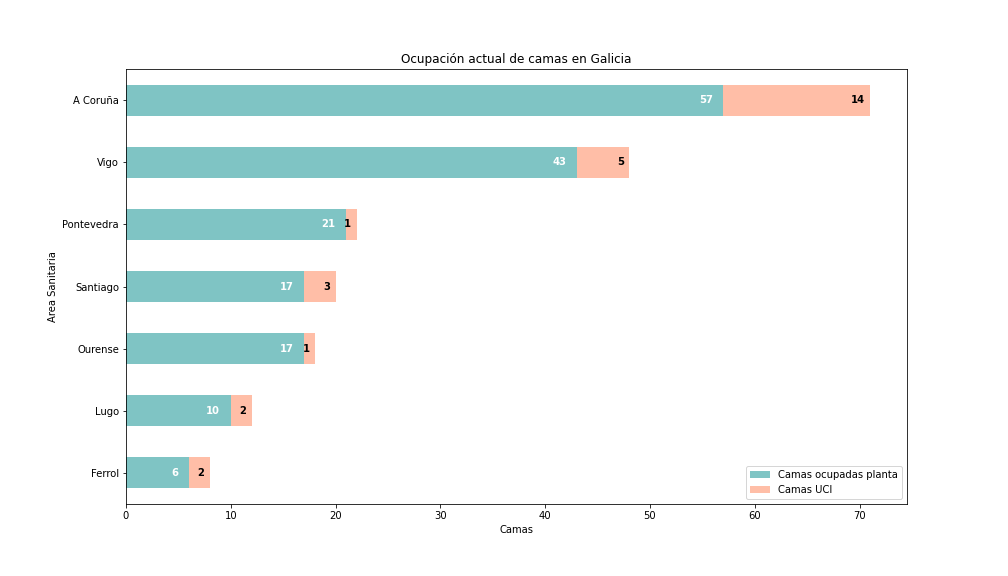 Ocupación actual de camas en Galicia
A Coruña 57 14
Vigo 43 5
Pontevedra 21 1
Area Sanitaria
Santiago 17 3
Ourense 17 1
Lugo 10 2
Ferrol 6 2
Camas ocupadas planta
Camas UCI
0 10 20 30 40 50 60 70
Camas